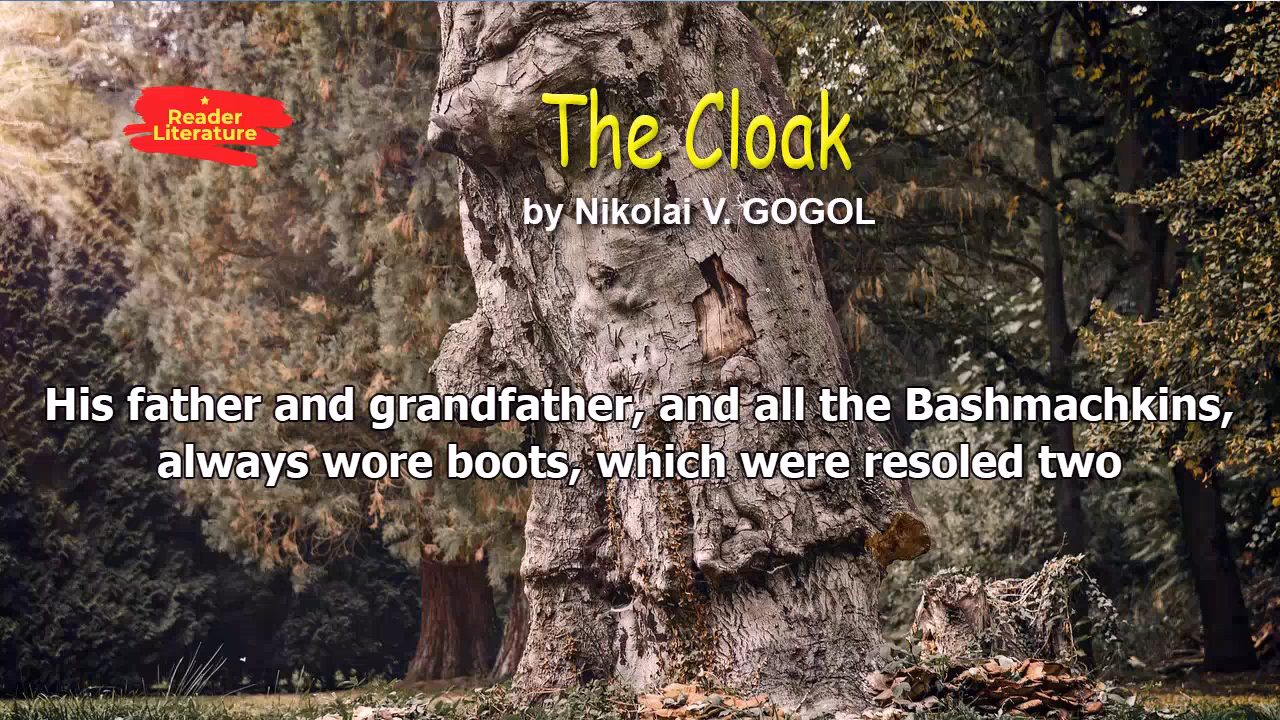 Reader
Literature
The Cloak
by Nikolai V. GOGOL
His father and grandfather, and all the Bashmachkins,
always wore boots, which were resoled two